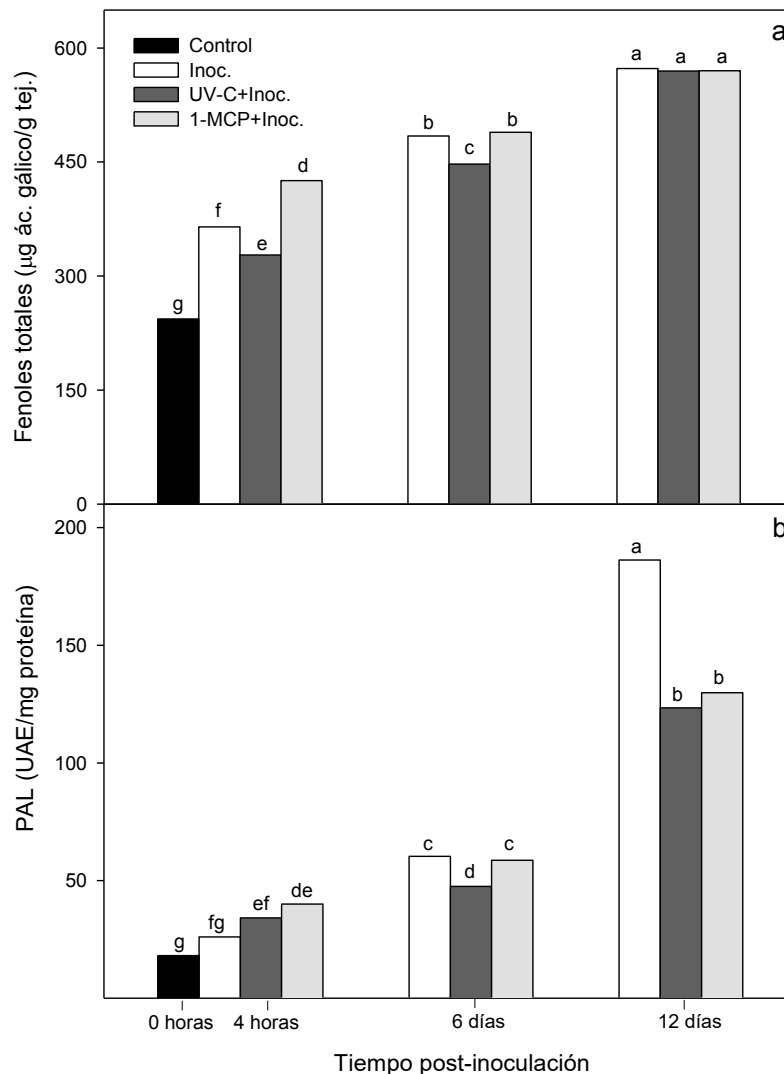 a
Control
Inoc.
UV-C+Inoc.
1-MCP+Inoc.
Fenoles totales (µg ác. gálico/g tej.)
600
450
300
150
0
g
f
e
d
b
c
b
a
a
a
b
PAL (UAE/mg proteína)
200
150
100
50
g
fg
ef
de
c
d
c
a
b
b
0 horas
4 horas
6 días
12 días
Tiempo post-inoculación